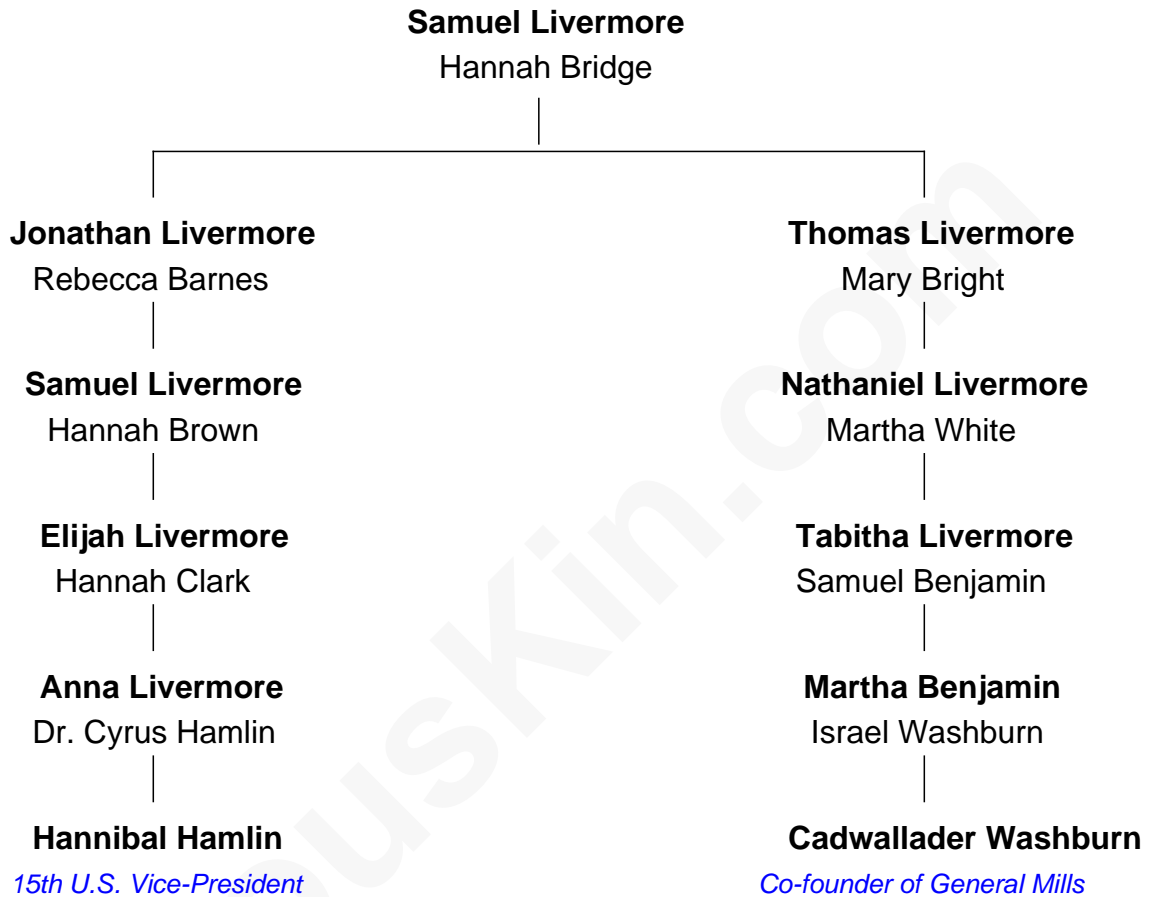 Samuel Livermore
Hannah Bridge
Jonathan Livermore
Rebecca Barnes
Thomas Livermore
Mary Bright
Samuel Livermore
Hannah Brown
Nathaniel Livermore
Martha White
Elijah Livermore
Hannah Clark
Tabitha Livermore
Samuel Benjamin
Anna Livermore
Dr. Cyrus Hamlin
Martha Benjamin
Israel Washburn
Hannibal Hamlin
15th U.S. Vice-President
Cadwallader Washburn
Co-founder of General Mills
ousKin.com